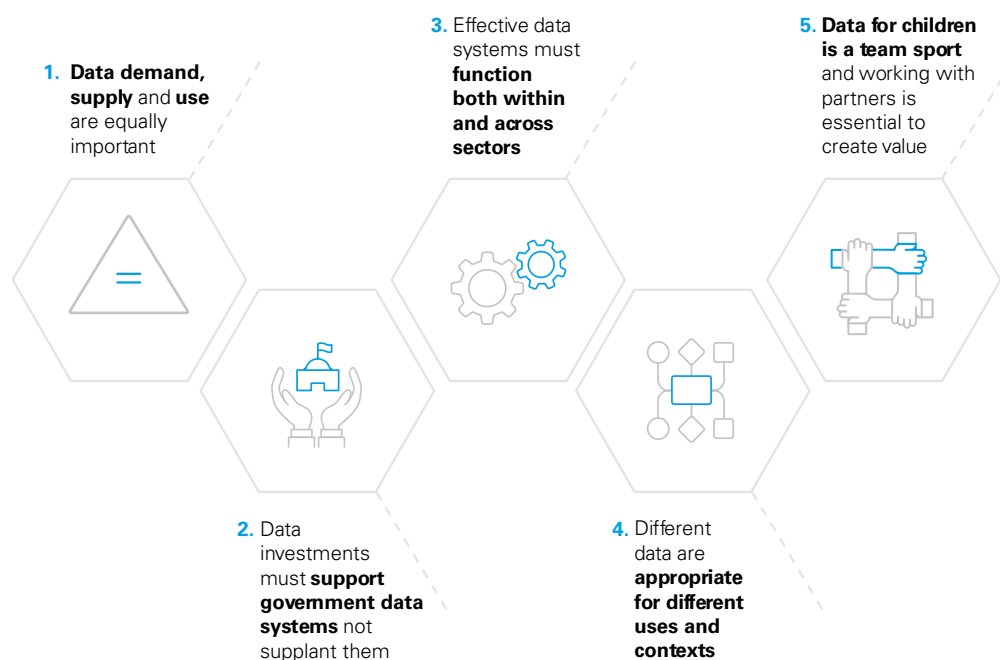 1. Data demand,
supply and use
are equally
important
2. Data
investments
must support
government data
systems not
supplant them
3. Effective data
systems must
function
both within
and across
sectors
4. Different
data are
appropriate
for different
uses and
contexts
5. Data for children
is a team sport
and working with
partners is
essential to
create value
=